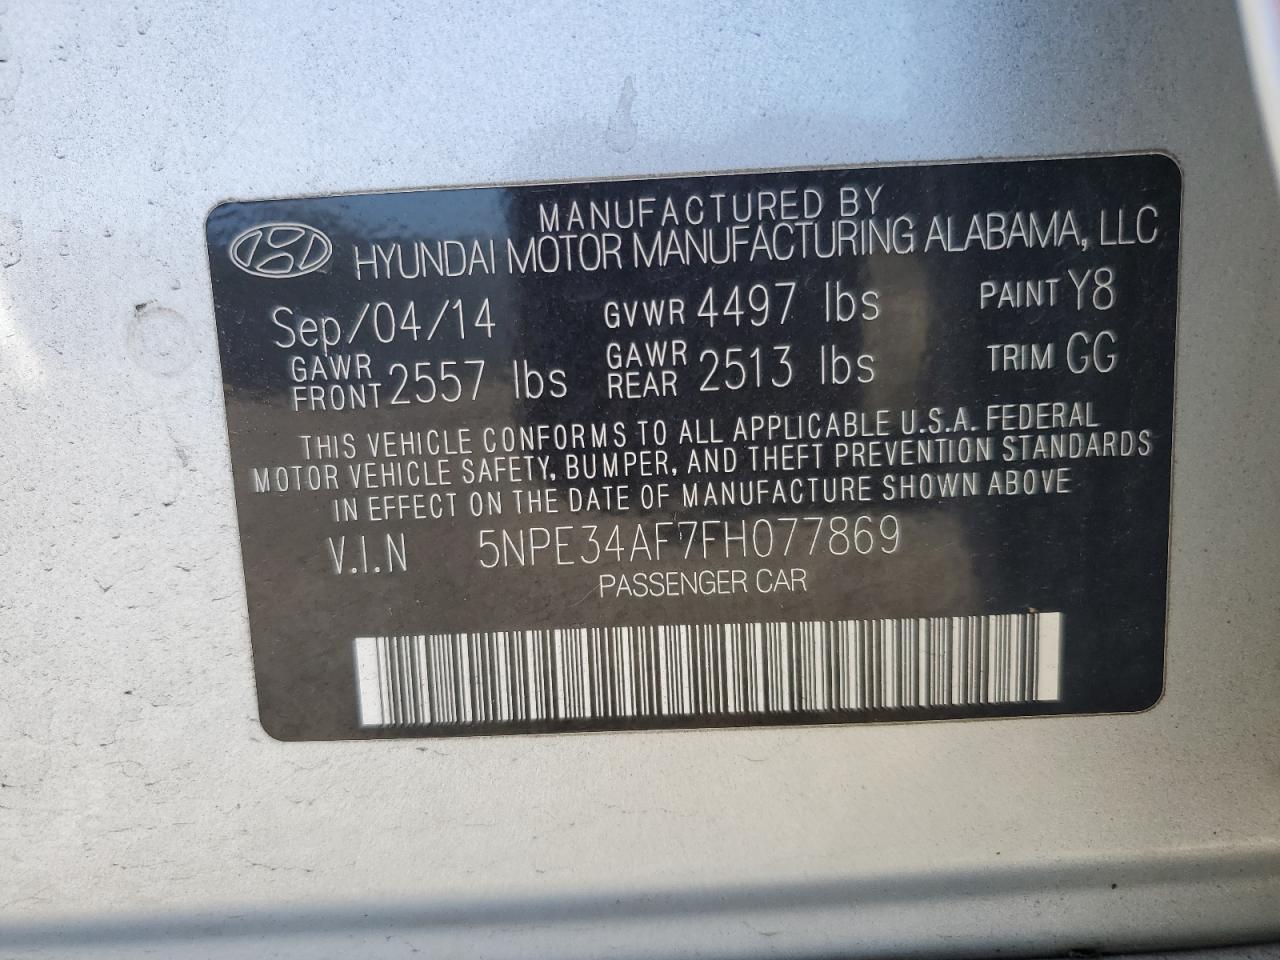 MANUFACTURED BY
HYUNDAI MOTOR MANUFACTURING ALABAMA, LLC
Sep/04/14 GVWR 4497 lbs PAINT Y8
GAWR FRONT 2557 lbs GAWR REAR 2513 lbs TRIM GG
THIS VEHICLE CONFORMS TO ALL APPLICABLE U.S.A. FEDERAL
MOTOR VEHICLE SAFETY, BUMPER, AND THEFT PREVENTION STANDARDS
IN EFFECT ON THE DATE OF MANUFACTURE SHOWN ABOVE
V.I.N 5NPE34AF7FH077869
PASSENGER CAR